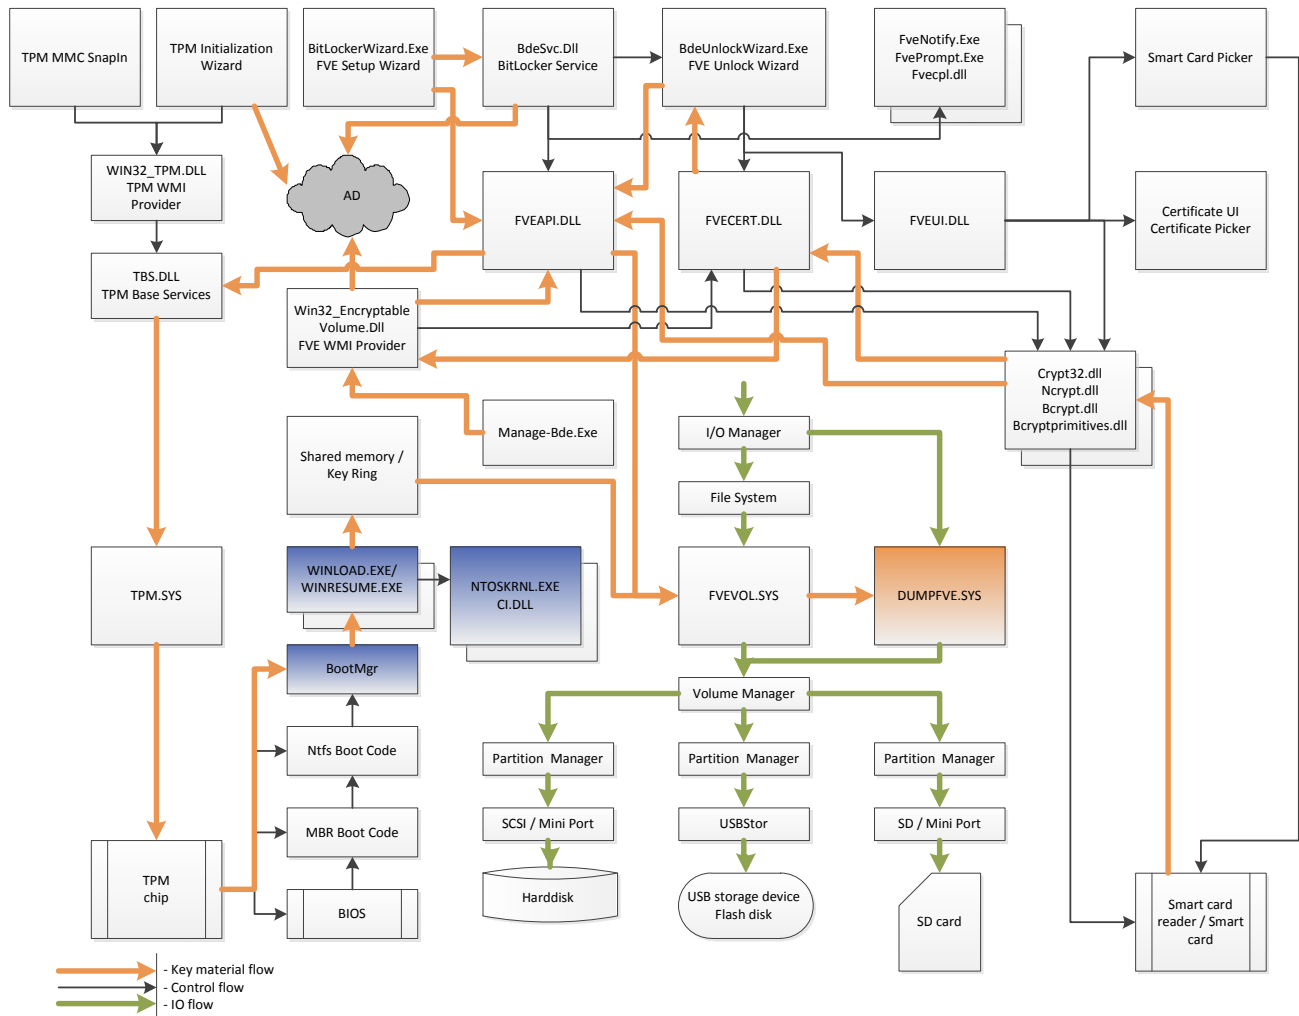 TPM MMC SnapIn
TPM Initialization
Wizard
BitLockerWizard.Exe
FVE Setup Wizard
BdeSvc.Dll
BitLocker Service
BdeUnlockWizard.Exe
FVE Unlock Wizard
FveNotify.Exe
FvePrompt.Exe
Fvecpl.dll
Smart Card Picker
WIN32_TPM.DLL
TPM WMI
Provider
AD
FVEAPI.DLL
FVECERT.DLL
FVEUI.DLL
Certificate UI
Certificate Picker
TBS.DLL
TPM Base Services
Win32_Encryptable
Volume.Dll
FVE WMI Provider
Crypt32.dll
Ncrypt.dll
Bcrypt.dll
Bcryptprimitives.dll
Manage-Bde.Exe
I/O Manager
Shared memory /
Key Ring
File System
TPM.SYS
WINLOAD.EXE/
WINRESUME.EXE
NTOSKRNL.EXE
CI.DLL
FVEVOL.SYS
DUMPFVE.SYS
BootMgr
Volume Manager
Ntfs Boot Code
Partition Manager
Partition Manager
Partition Manager
MBR Boot Code
SCSI / Mini Port
USBStor
SD / Mini Port
TPM
chip
BIOS
Harddisk
USB storage device
Flash disk
SD card
Smart card
reader / Smart
card
- Key material flow
- Control flow
- IO flow